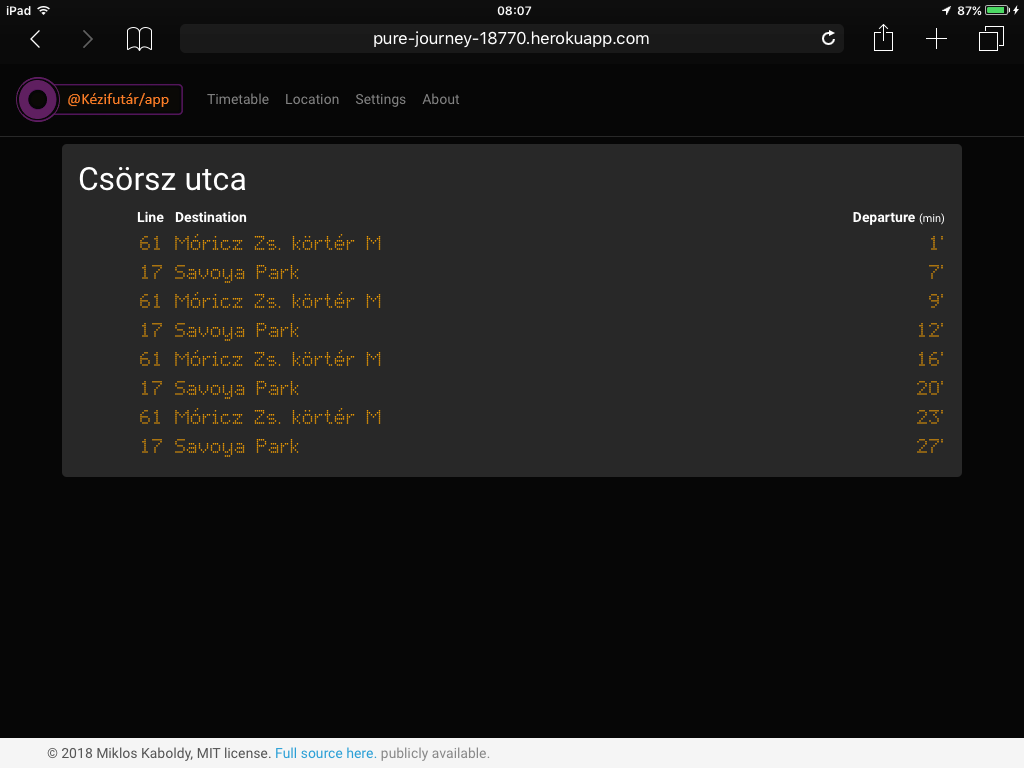 iPad 08:07 87%
pure-journey-18770.herokuapp.com
@Kézifutár/app Timetable Location Settings About
Csörsz utca
Line Destination Departure (min)
61 Móricz Zs. körtér M 1'
17 Savoya Park 7'
61 Móricz Zs. körtér M 9'
17 Savoya Park 12'
61 Móricz Zs. körtér M 16'
17 Savoya Park 20'
61 Móricz Zs. körtér M 23'
17 Savoya Park 27'
© 2018 Miklos Kaboldy, MIT license. Full source here. publicly available.